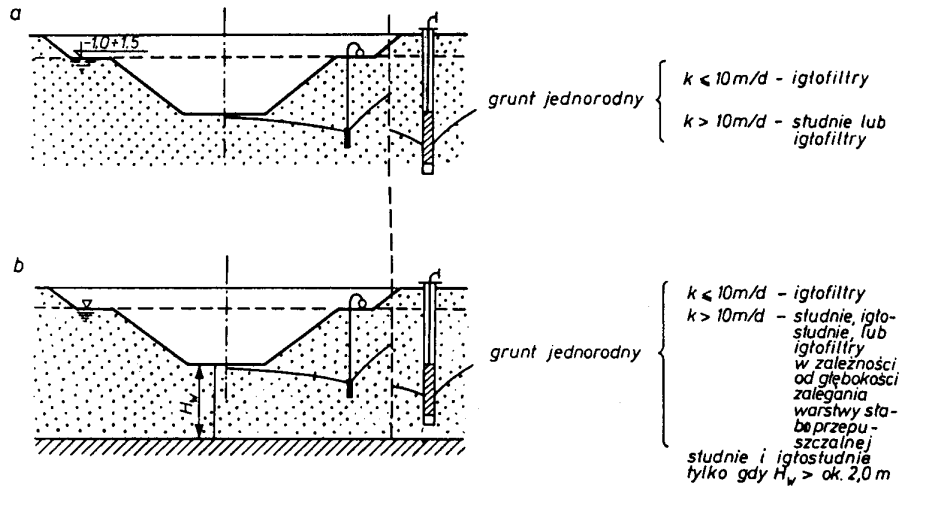 a
-1.0÷1.5
grunt jednorodny
k ⩽ 10m/d - igłofiltry
k > 10m/d - studnie lub
igłofiltry
b
H_w
grunt jednorodny
k ⩽ 10m/d - igłofiltry
k > 10m/d - studnie, igło-
studnie, lub
igłofiltry
w zależności
od głębokości
zalegania
warstwy sła-
boprzepu-
szczalnej
studnie i igłostudnie
tylko gdy H_w > ok. 2,0 m